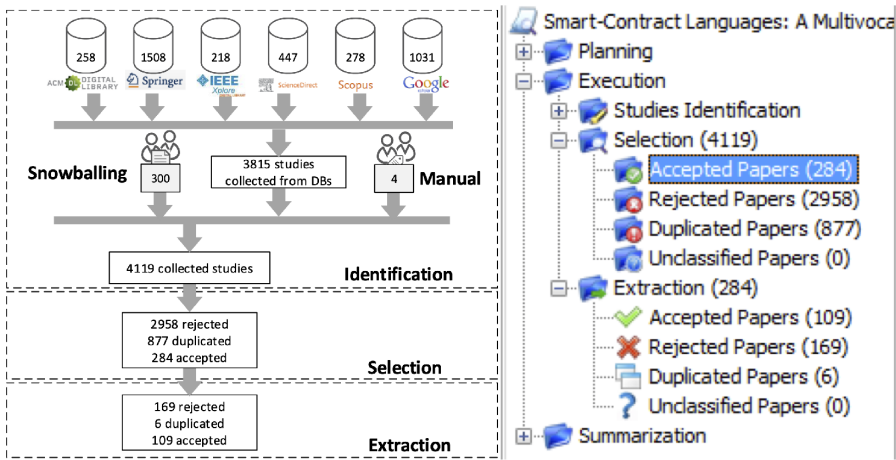 258
1508
218
447
278
1031
ACM DL DIGITAL LIBRARY
Springer
IEEE Xplore
ScienceDirect
Scopus
Google
Snowballing
300
3815 studies
collected from DBs
4
Manual
4119 collected studies
Identification
2958 rejected
877 duplicated
284 accepted
Selection
169 rejected
6 duplicated
109 accepted
Extraction
Smart-Contract Languages: A Multivoca
Planning
Execution
Studies Identification
Selection (4119)
Accepted Papers (284)
Rejected Papers (2958)
Duplicated Papers (877)
Unclassified Papers (0)
Extraction (284)
Accepted Papers (109)
Rejected Papers (169)
Duplicated Papers (6)
Unclassified Papers (0)
Summarization